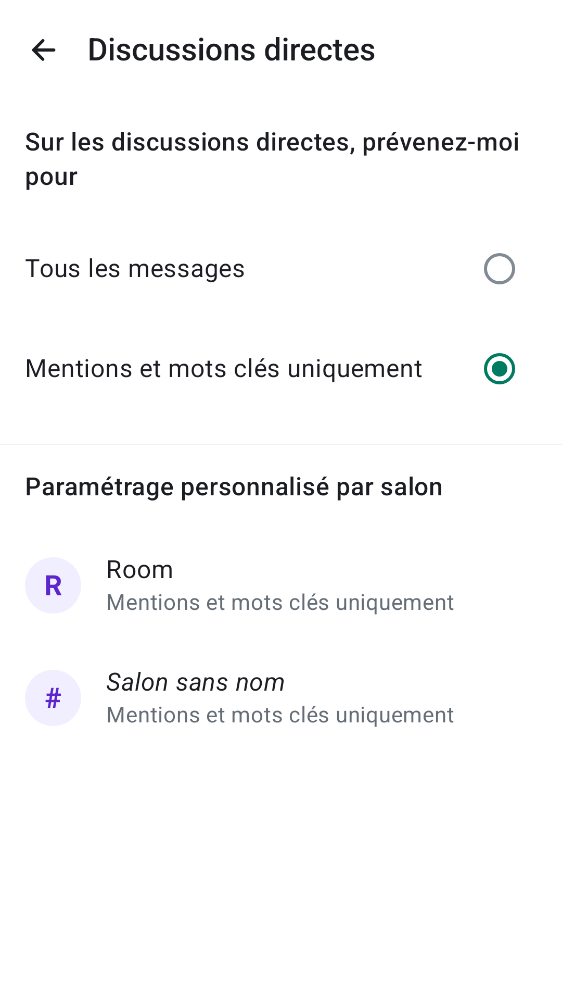 Discussions directes
Sur les discussions directes, prévenez-moi
pour
Tous les messages
Mentions et mots clés uniquement
Paramétrage personnalisé par salon
R
Room
Mentions et mots clés uniquement
#
Salon sans nom
Mentions et mots clés uniquement